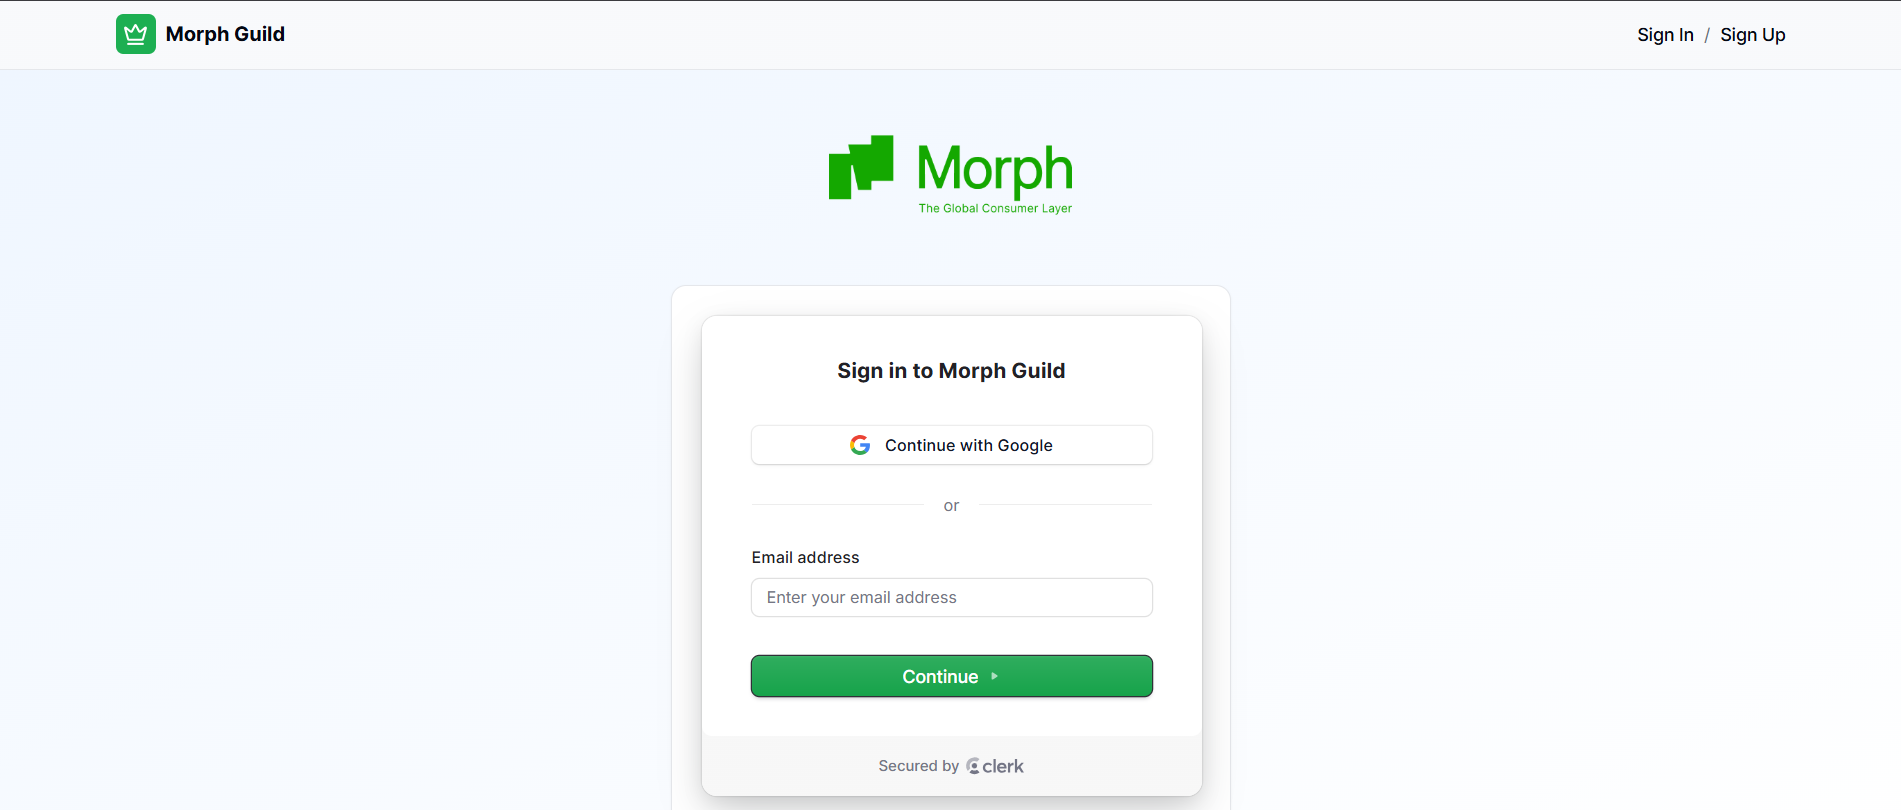 Morph Guild
Sign In / Sign Up
Morph
The Global Consumer Layer
Sign in to Morph Guild
Continue with Google
or
Email address
Enter your email address
Continue
Secured by clerk